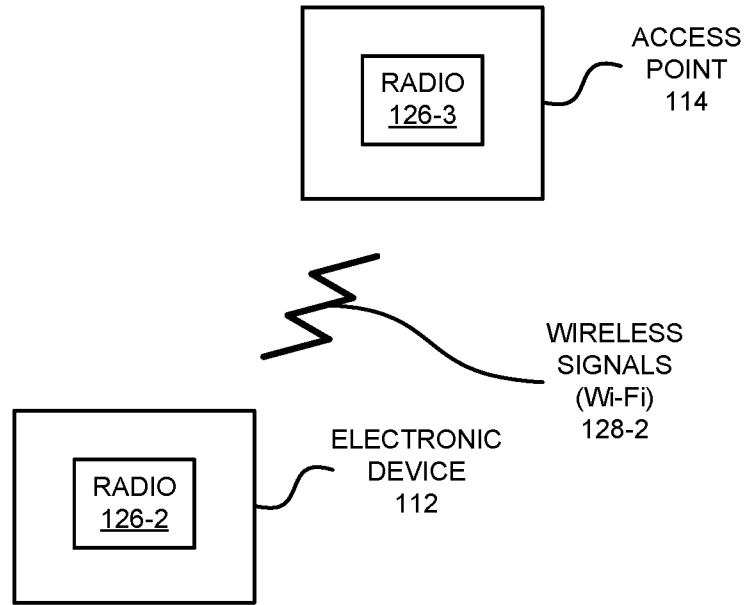 RADIO
126-3
ACCESS
POINT
114
WIRELESS
SIGNALS
(Wi-Fi)
128-2
ELECTRONIC
DEVICE
112
RADIO
126-2